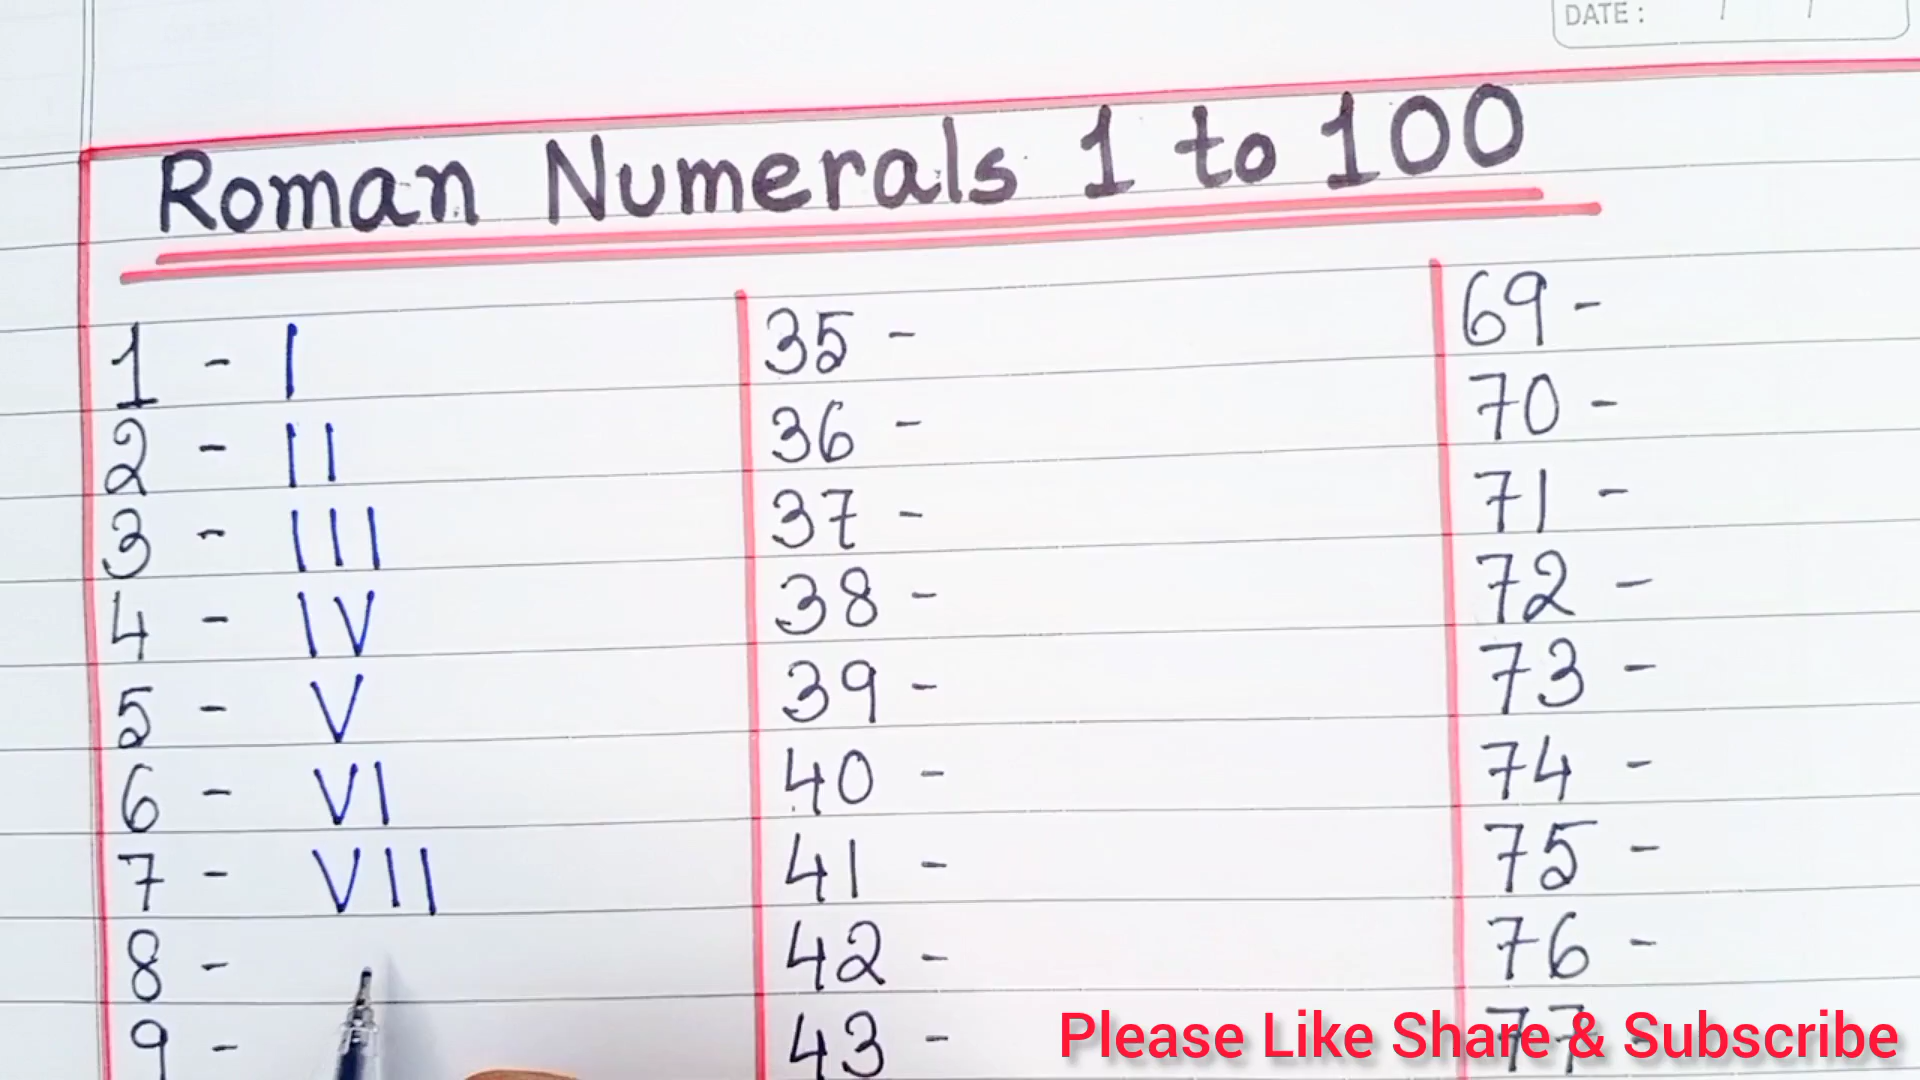 DATE : / /
Roman Numerals 1 to 100
1 - I
2 - II
3 - III
4 - IV
5 - V
6 - VI
7 - VII
8 -
9 -
35 -
36 -
37 -
38 -
39 -
40 -
41 -
42 -
43 -
69 -
70 -
71 -
72 -
73 -
74 -
75 -
76 -
77 -
Please Like Share & Subscribe